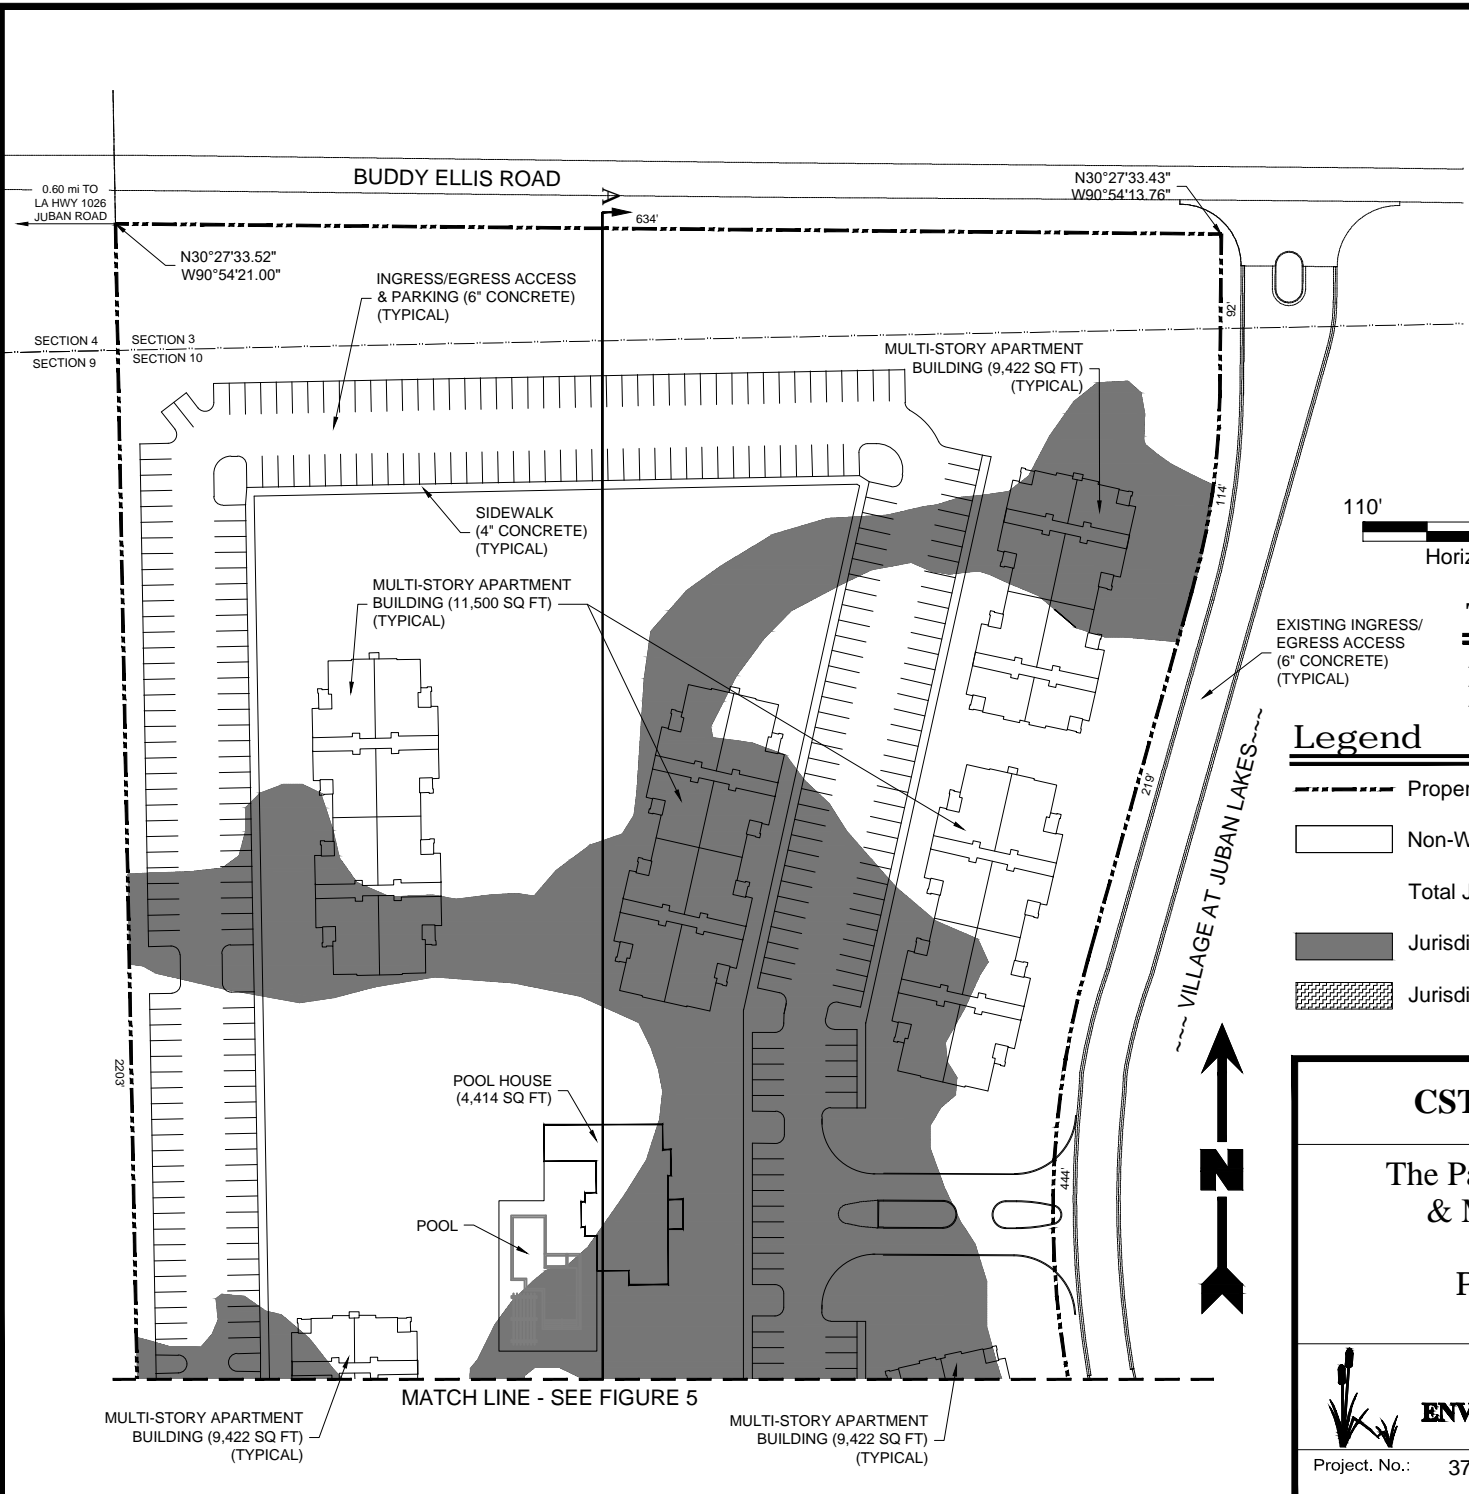 BUDDY ELLIS ROAD
0.60 mi TO
LA HWY 1026
JUBAN ROAD
A
634'
N30°27'33.43"
W90°54'13.76"
N30°27'33.52"
W90°54'21.00"
INGRESS/EGRESS ACCESS
& PARKING (6" CONCRETE)
(TYPICAL)
92'
SECTION 4
SECTION 3
SECTION 9
SECTION 10
MULTI-STORY APARTMENT
BUILDING (9,422 SQ FT)
(TYPICAL)
114'
110'
SIDEWALK
(4" CONCRETE)
(TYPICAL)
MULTI-STORY APARTMENT
BUILDING (11,500 SQ FT)
(TYPICAL)
EXISTING INGRESS/
EGRESS ACCESS
(6" CONCRETE)
(TYPICAL)
219'
~~~ VILLAGE AT JUBAN LAKES~~~
Legend
Proper
Non-W
Total J
Jurisdi
Jurisdi
2203'
POOL HOUSE
(4,414 SQ FT)
POOL
444'
N
CST
The Pa
& M
P
MATCH LINE - SEE FIGURE 5
MULTI-STORY APARTMENT
BUILDING (9,422 SQ FT)
(TYPICAL)
MULTI-STORY APARTMENT
BUILDING (9,422 SQ FT)
(TYPICAL)
ENV
Project. No.: 37
Horiz